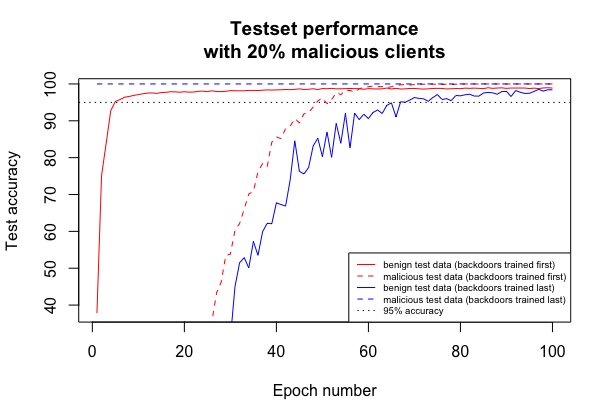 Testset performance
with 20% malicious clients
Test accuracy
100
90
80
70
60
50
40
benign test data (backdoors trained first)
malicious test data (backdoors trained first)
benign test data (backdoors trained last)
malicious test data (backdoors trained last)
95% accuracy
0 20 40 60 80 100
Epoch number